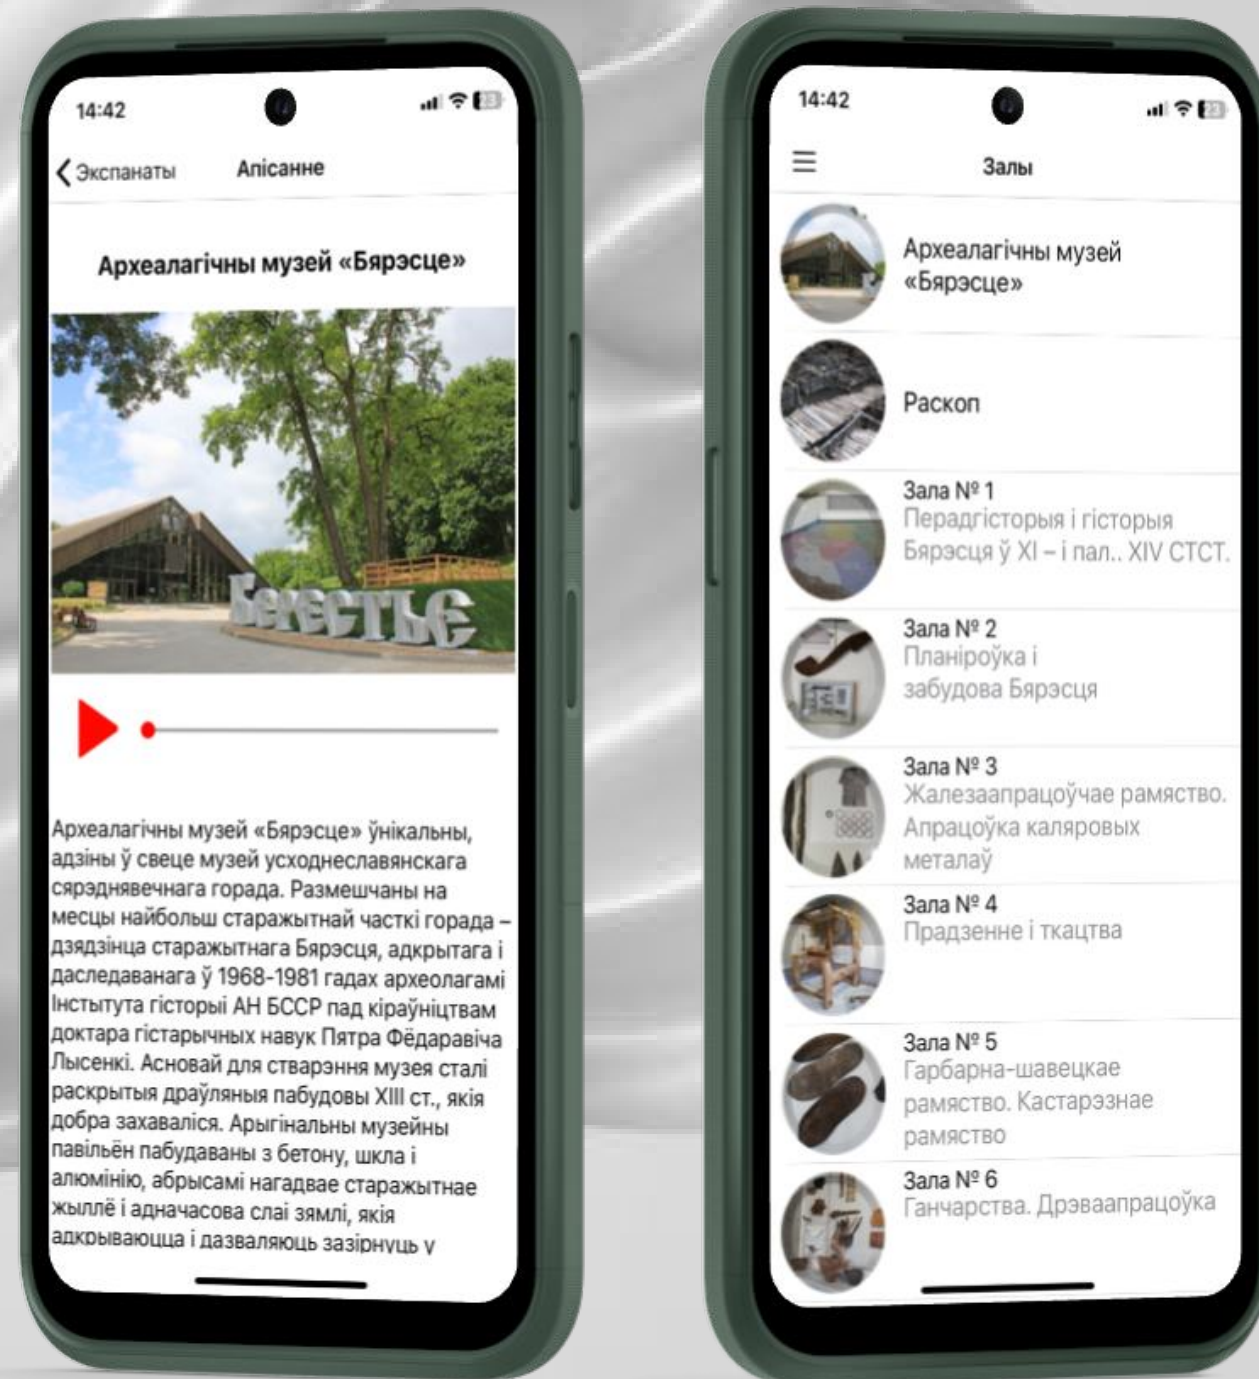 14:42
23
Экспанаты
Апісанне
Археалагічны музей «Бярэсце»
БЕРЕСТЬЕ
Археалагічны музей «Бярэсце» ўнікальны,
адзіны ў свеце музей усходнеславянскага
сярэднявечнага горада. Размешчаны на
месцы найбольш старажытнай часткі горада –
дзядзінца старажытнага Бярэсця, адкрытага і
даследаванага ў 1968-1981 гадах археолагамі
Інстытута гісторыі АН БССР пад кіраўніцтвам
доктара гістарычных навук Пятра Фёдаравіча
Лысенкі. Асновай для стварэння музея сталі
раскрытыя драўляныя пабудовы XIII ст., якія
добра захаваліся. Арыгінальны музейны
павільён пабудаваны з бетону, шкла і
алюмінію, абрысамі нагадвае старажытнае
жыллё і адначасова слаі зямлі, якія
адкрываюцца і дазваляюць зазірнуць у
14:42
23
Залы
Археалагічны музей
«Бярэсце»
Раскоп
Зала № 1
Перадгісторыя і гісторыя
Бярэсця ў XI – і пал.. XIV СТСТ.
Зала № 2
Планіроўка і
забудова Бярэсця
Зала № 3
Жалезаапрацоўчае рамяство.
Апрацоўка каляровых
металаў
Зала № 4
Прадзенне і ткацтва
Зала № 5
Гарбарна-шавецкае
рамяство. Кастарэзнае
рамяство
Зала № 6
Ганчарства. Дрэваапрацоўка